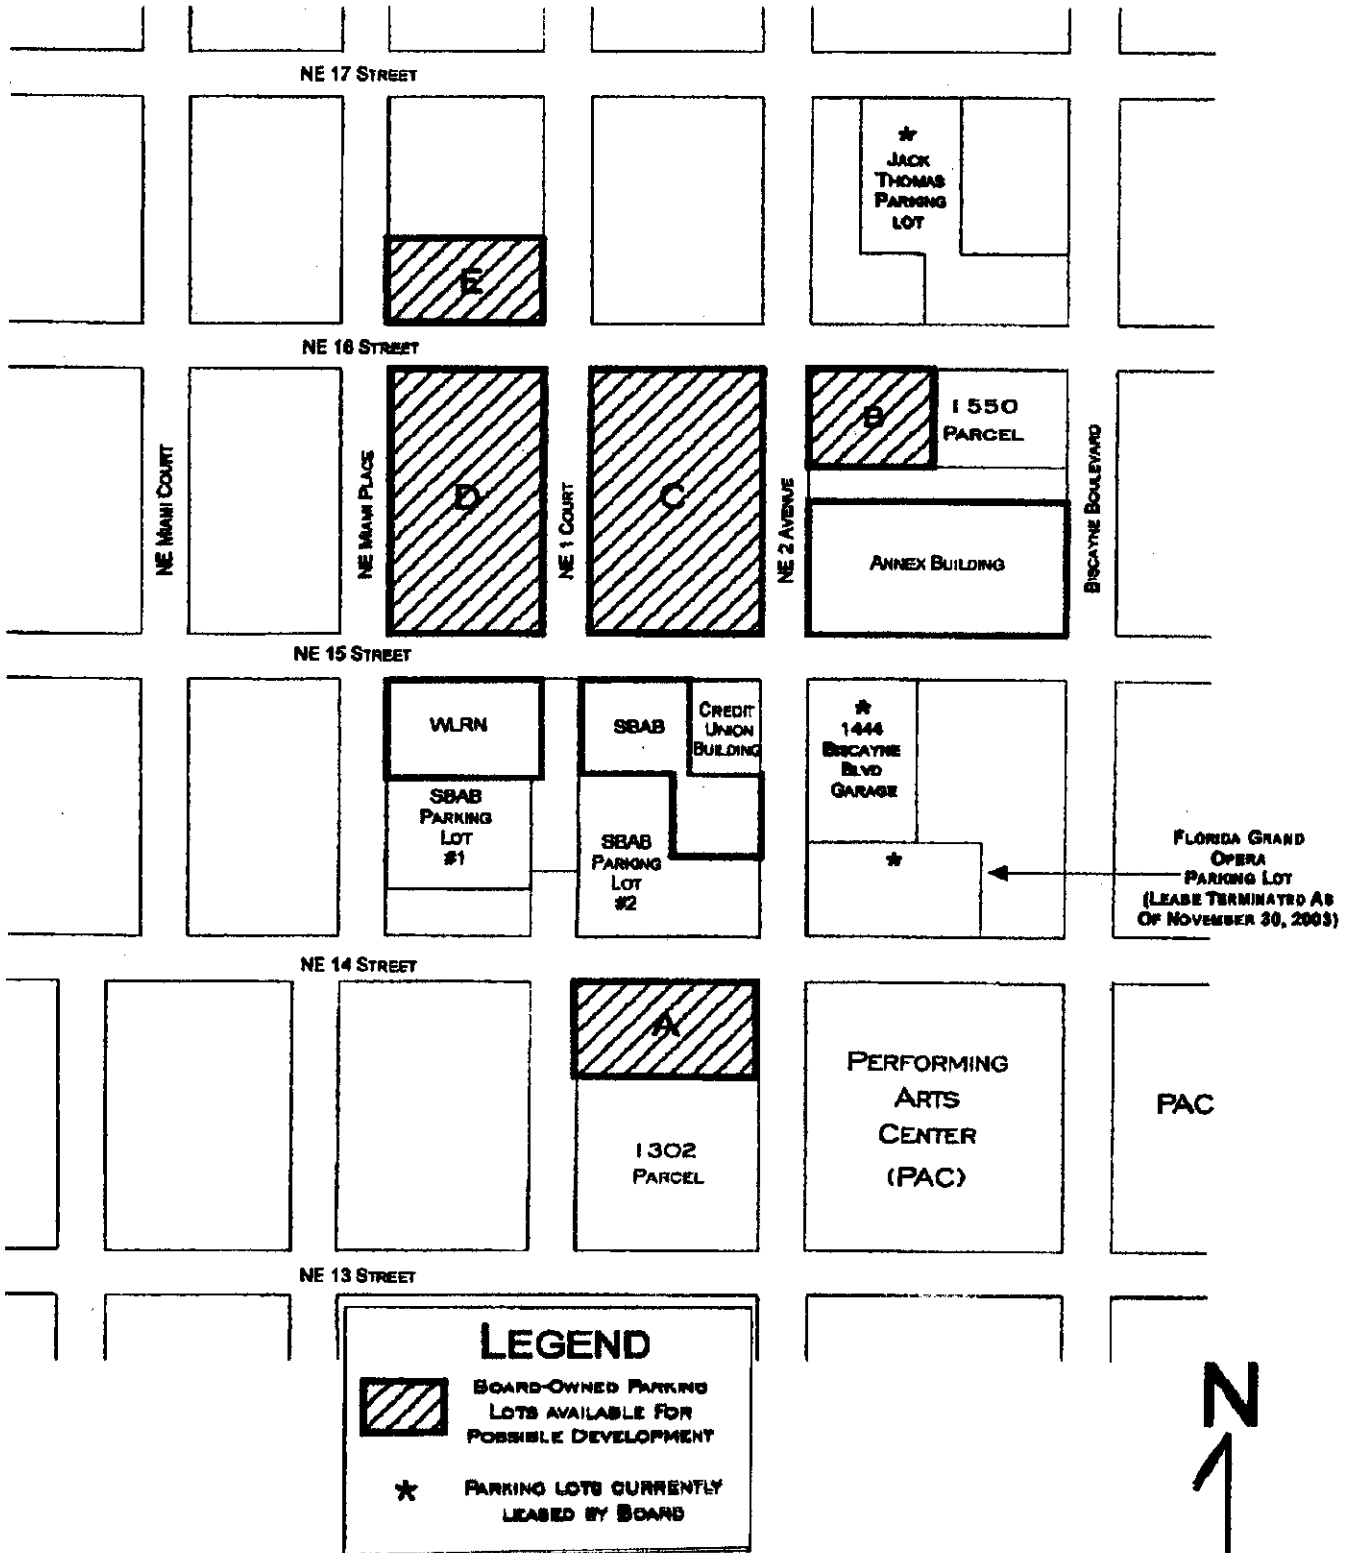 NE 17 STREET
*
JACK
THOMAS
PARKING
LOT
E
NE 16 STREET
B
1550
PARCEL
NE MIAMI COURT
NE MIAMI PLACE
D
NE 1 COURT
C
NE 2 AVENUE
ANNEX BUILDING
BISCAYNE BOULEVARD
NE 15 STREET
WLRN
SBAB
CREDIT
UNION
BUILDING
*
1444
BISCAYNE
BLVD
GARAGE
SBAB
PARKING
LOT
#1
SBAB
PARKING
LOT
#2
*
FLORIDA GRAND
OPERA
PARKING LOT
(LEASE TERMINATED AS
OF NOVEMBER 30, 2003)
NE 14 STREET
A
1302
PARCEL
PERFORMING
ARTS
CENTER
(PAC)
PAC
NE 13 STREET
LEGEND
BOARD-OWNED PARKING
LOTS AVAILABLE FOR
POSSIBLE DEVELOPMENT
* PARKING LOTS CURRENTLY
LEASED BY BOARD
N